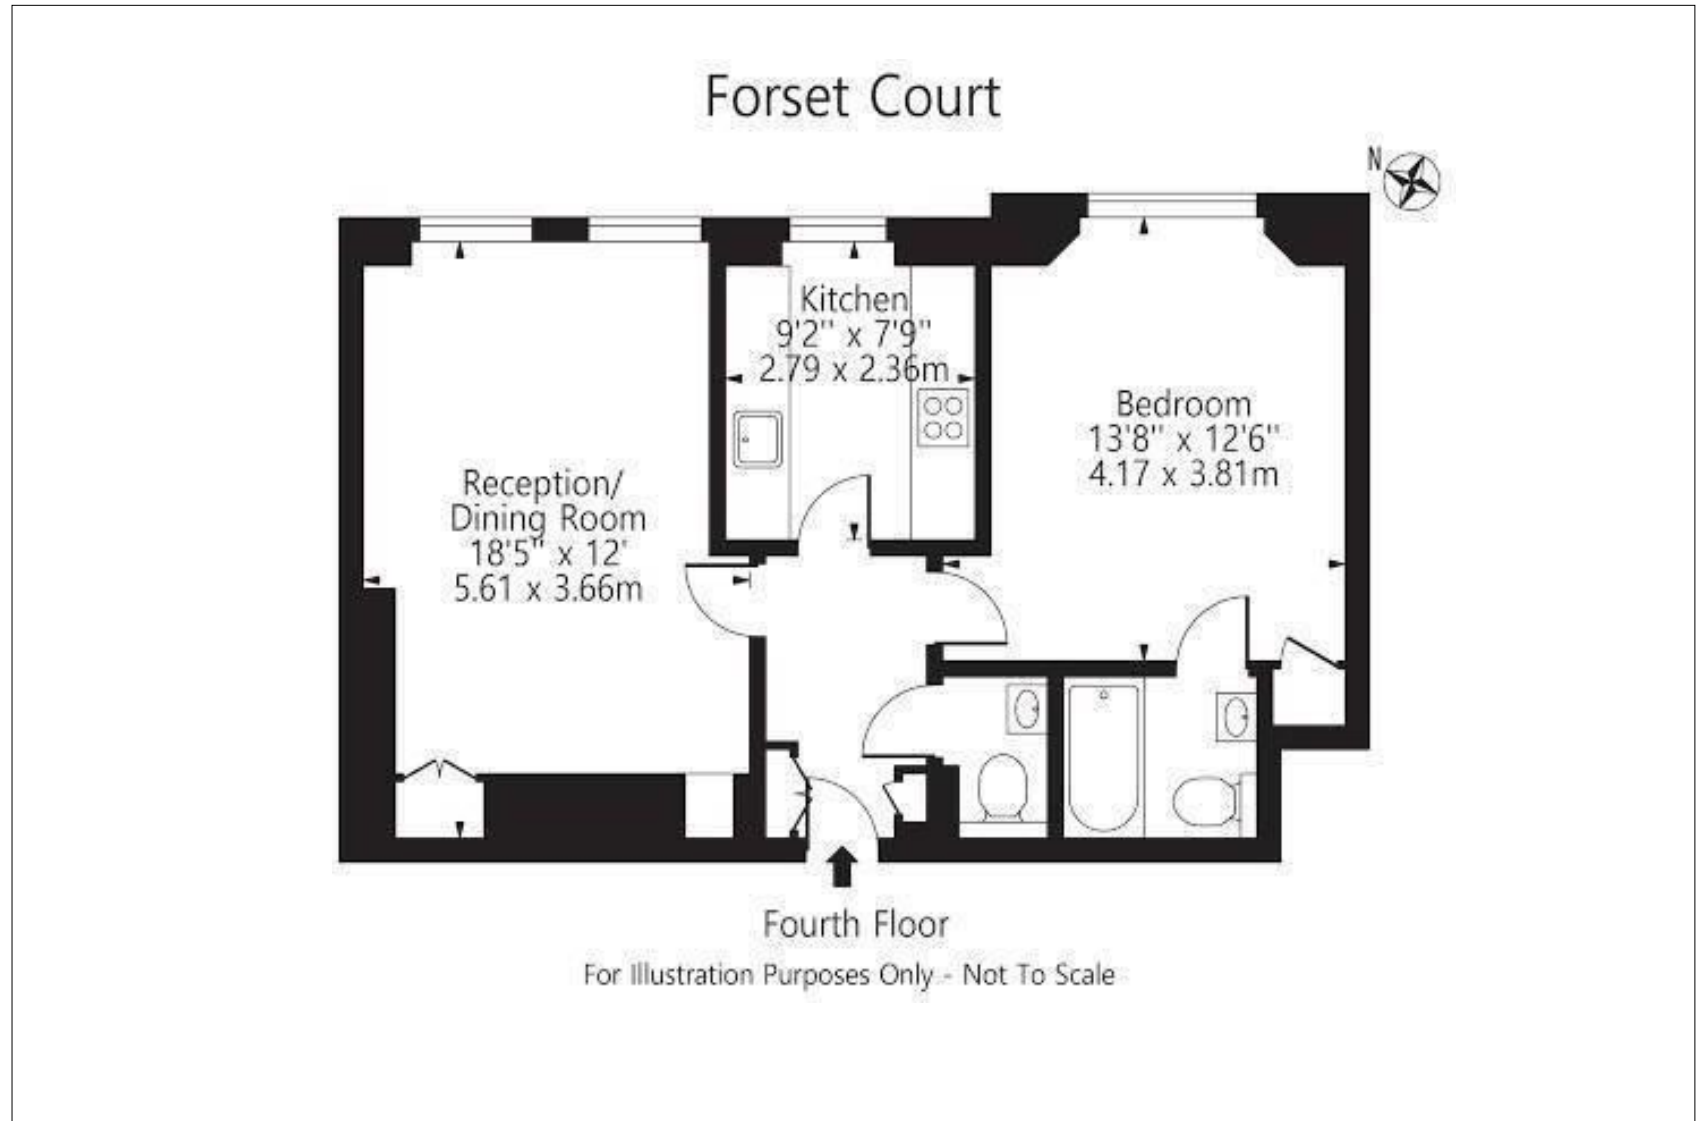 Forset Court
N
Kitchen
9'2" x 7'9"
2.79 x 2.36m
Bedroom
13'8" x 12'6"
4.17 x 3.81m
Reception/
Dining Room
18'5" x 12'
5.61 x 3.66m
Fourth Floor
For Illustration Purposes Only - Not To Scale